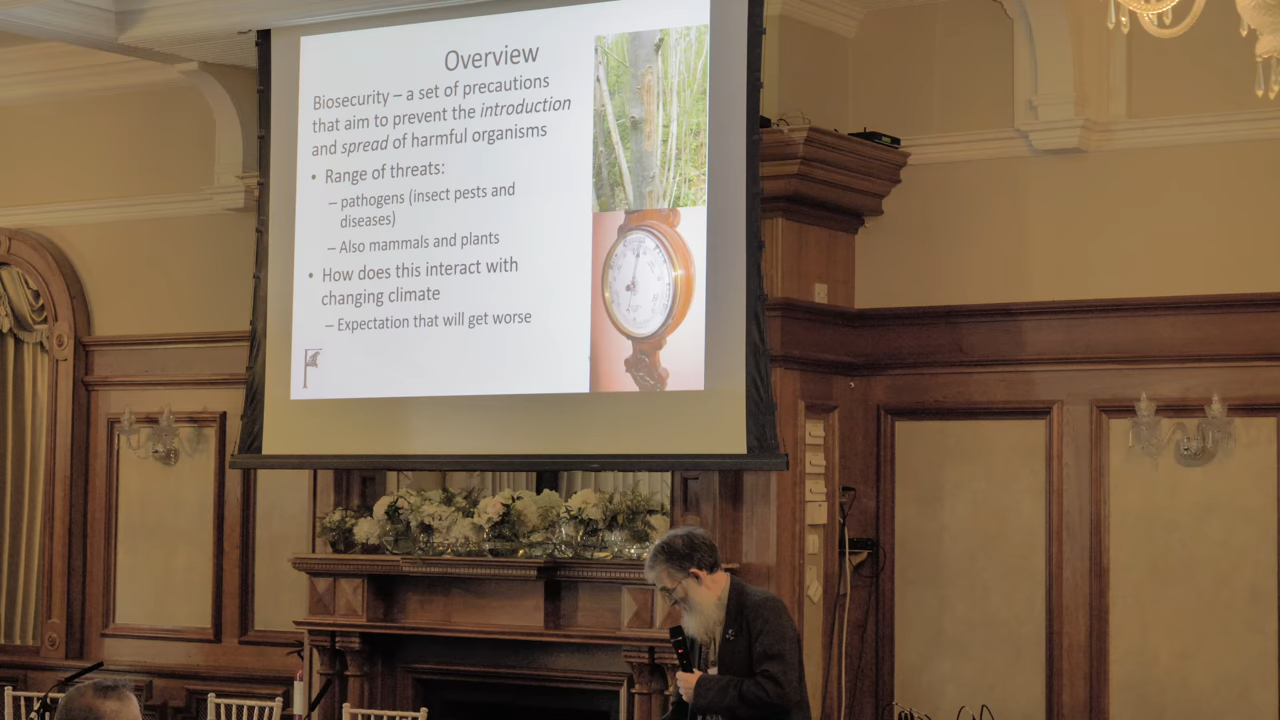 Overview
Biosecurity – a set of precautions
that aim to prevent the introduction
and spread of harmful organisms
• Range of threats:
– pathogens (insect pests and
diseases)
– Also mammals and plants
• How does this interact with
changing climate
– Expectation that will get worse
F